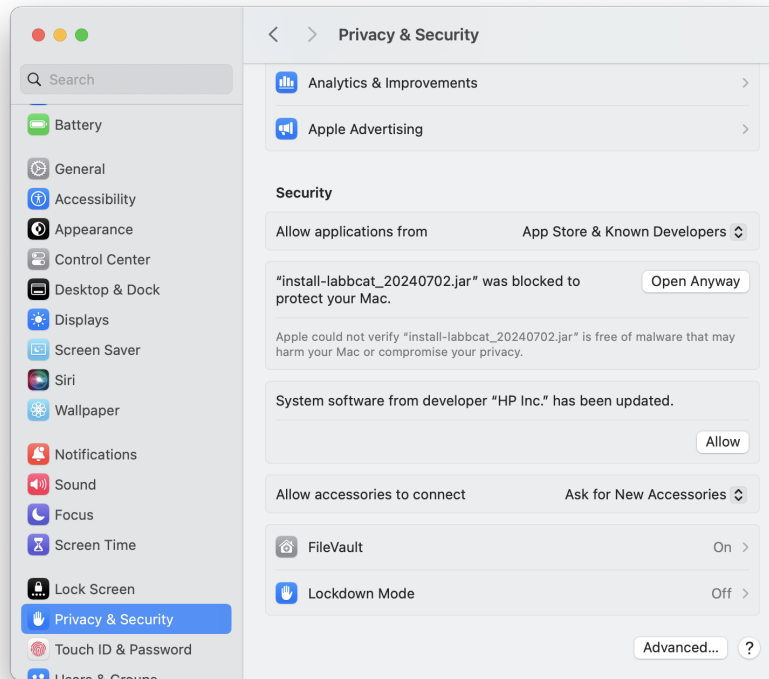 Privacy & Security
Search
Battery
General
Accessibility
Appearance
Control Center
Desktop & Dock
Displays
Screen Saver
Siri
Wallpaper
Notifications
Sound
Focus
Screen Time
Lock Screen
Privacy & Security
Touch ID & Password
Users & Groups
Analytics & Improvements
Apple Advertising
Security
Allow applications from
App Store & Known Developers
“install-labbcat_20240702.jar” was blocked to
protect your Mac.
Open Anyway
Apple could not verify “install-labbcat_20240702.jar” is free of malware that may
harm your Mac or compromise your privacy.
System software from developer “HP Inc.” has been updated.
Allow
Allow accessories to connect
Ask for New Accessories
FileVault
On
Lockdown Mode
Off
Advanced...
?